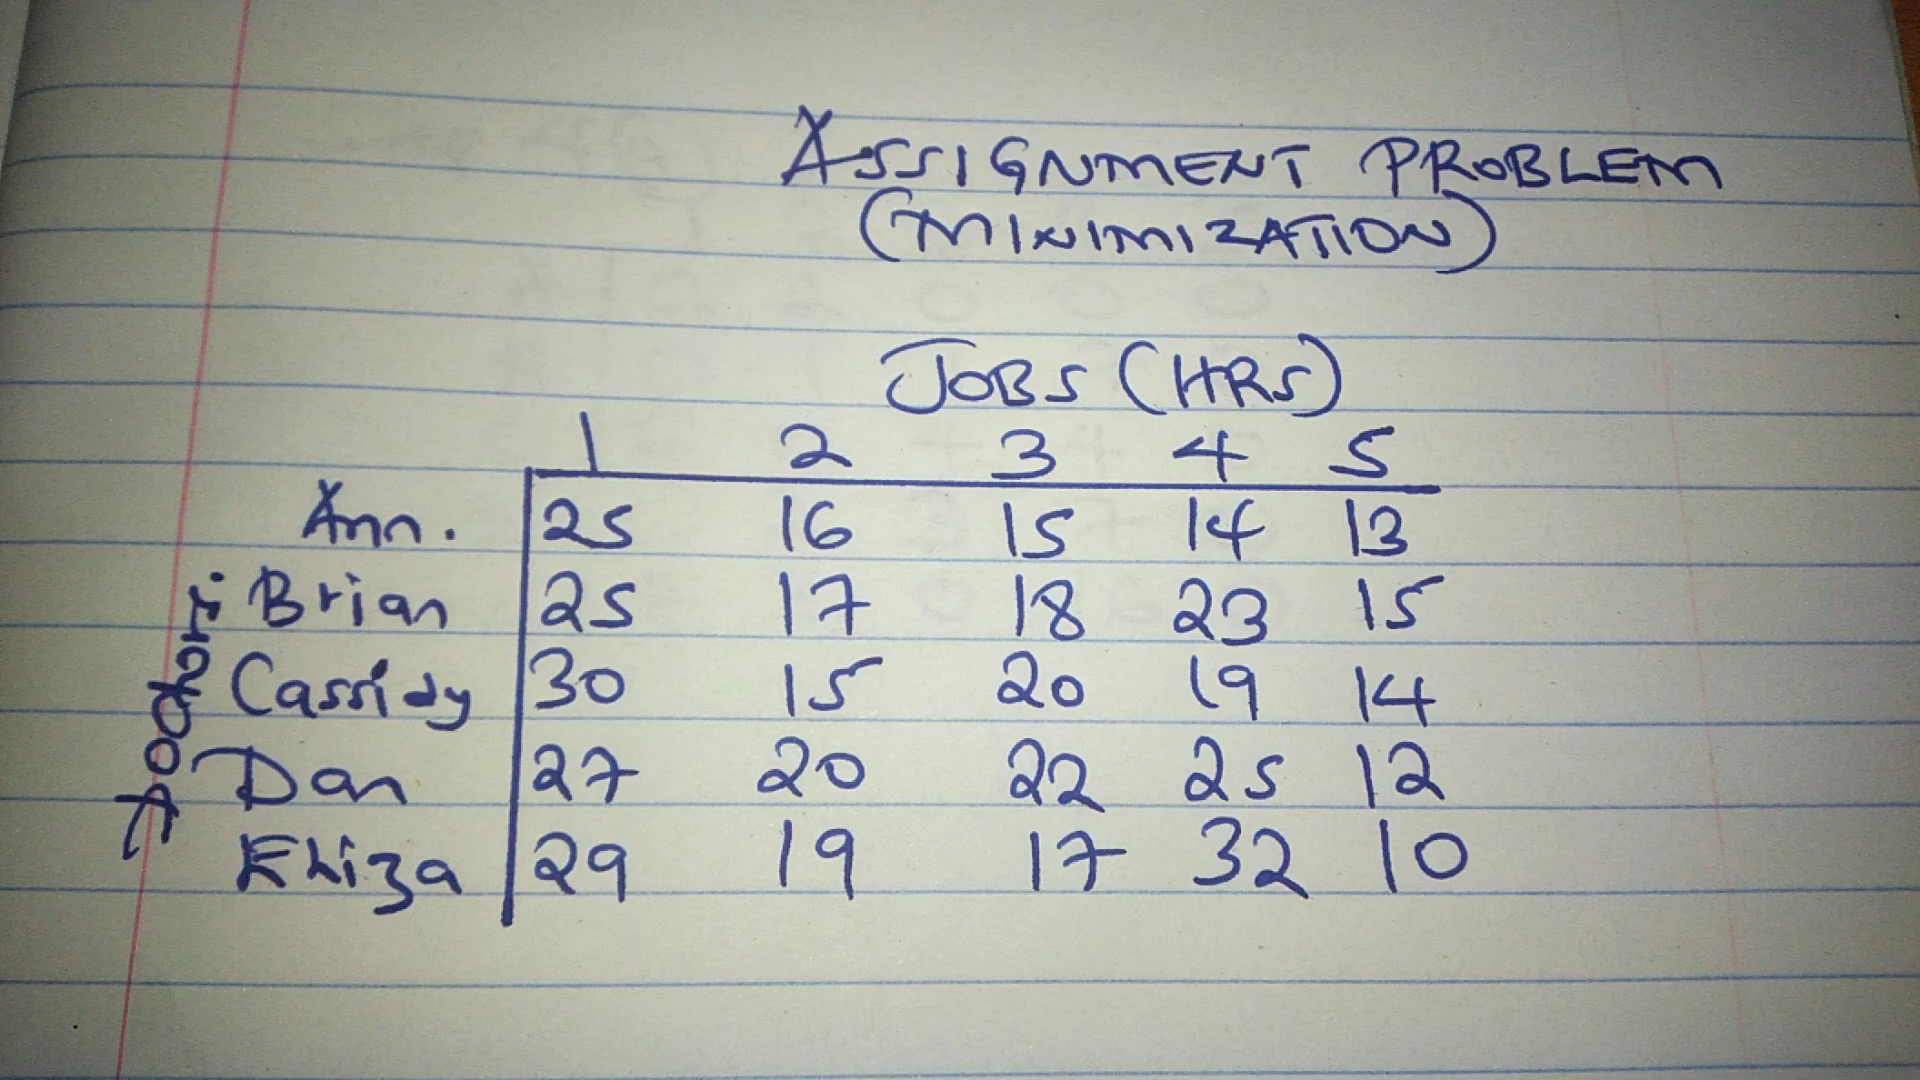 ASSIGNMENT PROBLEM
(MINIMIZATION)
JOBS (HRS)
1 2 3 4 5
Ann. 25 16 15 14 13
Brian 25 17 18 23 15
Cassidy 30 15 20 19 14
Dan 27 20 22 25 12
Eliza 29 19 17 32 10